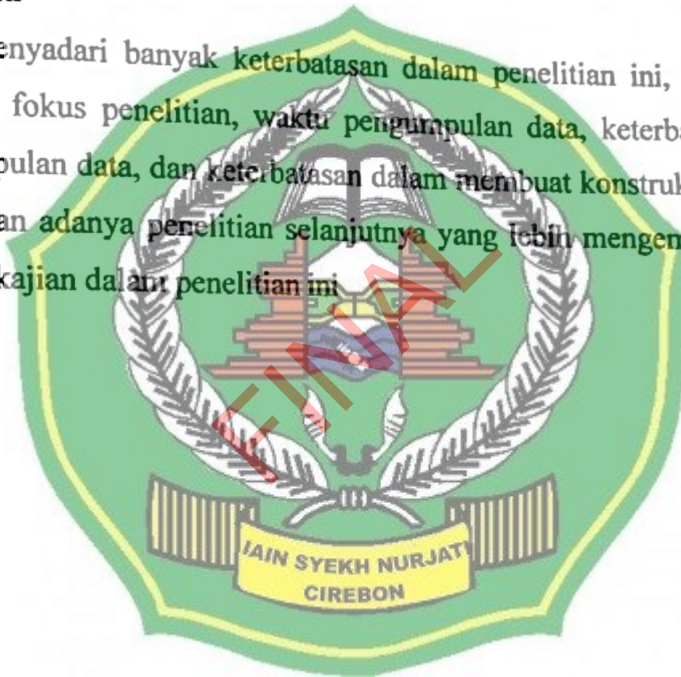 enyadari banyak keterbatasan dalam penelitian ini,
fokus penelitian, waktu pengumpulan data, keterba
pulan data, dan keterbatasan dalam membuat konstruk
an adanya penelitian selanjutnya yang lebih mengem
kajian dalam penelitian ini
FINAL
IAIN SYEKH NURJATI
CIREBON